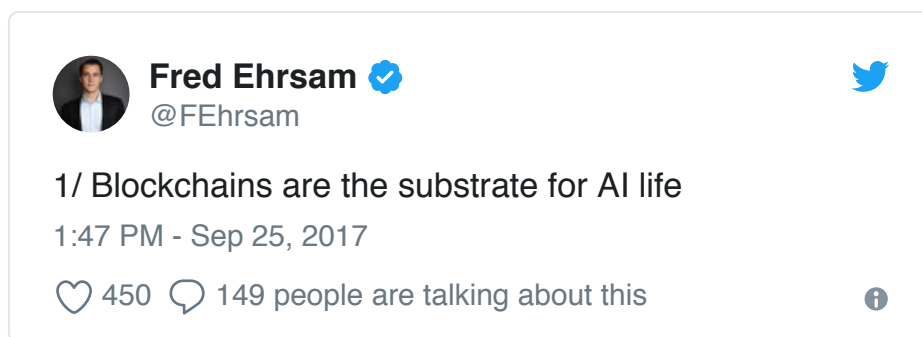 Fred Ehrsam
@FEhrsam
1/ Blockchains are the substrate for AI life
1:47 PM - Sep 25, 2017
450 149 people are talking about this